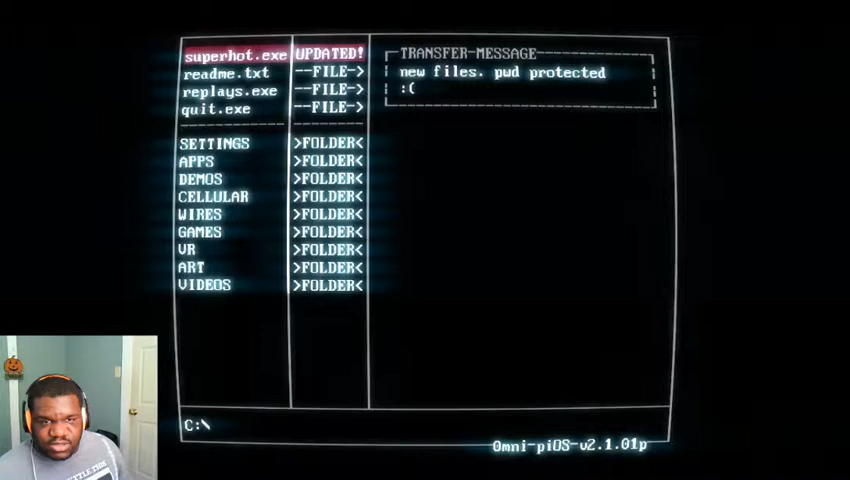 superhot.exe UPDATED!
readme.txt --FILE->
replays.exe --FILE->
quit.exe --FILE->
SETTINGS >FOLDER<
APPS >FOLDER<
DEMOS >FOLDER<
CELLULAR >FOLDER<
WIRES >FOLDER<
GAMES >FOLDER<
VR >FOLDER<
ART >FOLDER<
VIDEOS >FOLDER<
TRANSFER-MESSAGE
new files. pwd protected
:(
C:\
Omni-piOS-v2.1.01p
LITTLE THIS